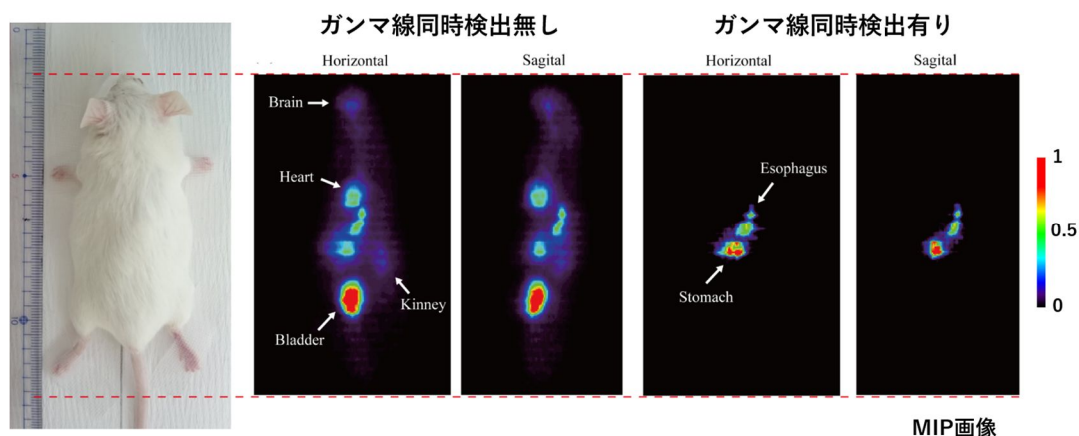 ガンマ線同時検出無し
ガンマ線同時検出有り
Horizontal
Sagital
Horizontal
Sagital
Brain
Heart
Kinney
Bladder
Esophagus
Stomach
1
0.5
0
MIP画像